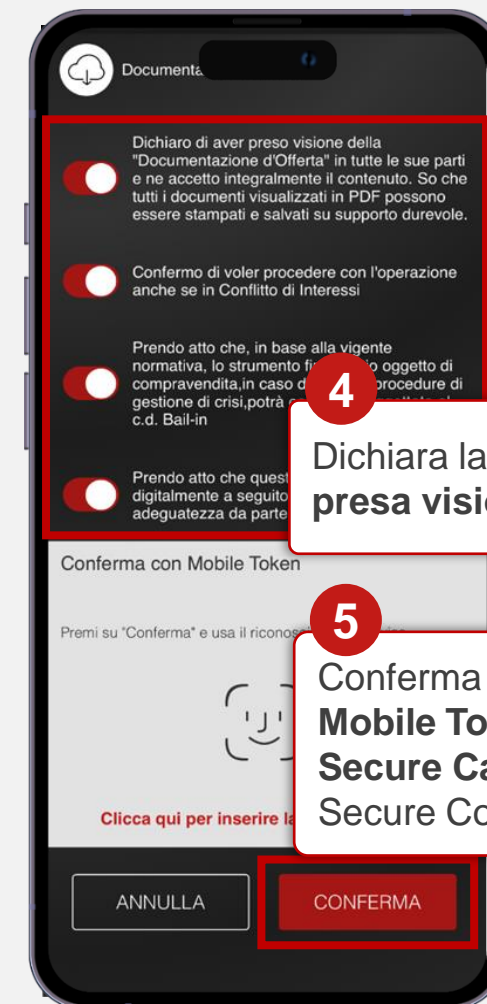 Documenta
Dichiaro di aver preso visione della
"Documentazione d'Offerta" in tutte le sue parti
e ne accetto integralmente il contenuto. So che
tutti i documenti visualizzati in PDF possono
essere stampati e salvati su supporto durevole.
Confermo di voler procedere con l'operazione
anche se in Conflitto di Interessi
Prendo atto che, in base alla vigente
normativa, lo strumento oggetto di
compravendita,in caso procedure di
gestione di crisi,potrà
c.d. Bail-in
4
Dichiara la
presa visio
Prendo atto che quest
digitalmente a seguito
adeguatezza da parte
Conferma con Mobile Token
Premi su "Conferma" e usa il
5
Conferma
Mobile To
Secure Ca
Secure Co
Clicca qui per inserire la
ANNULLA
CONFERMA